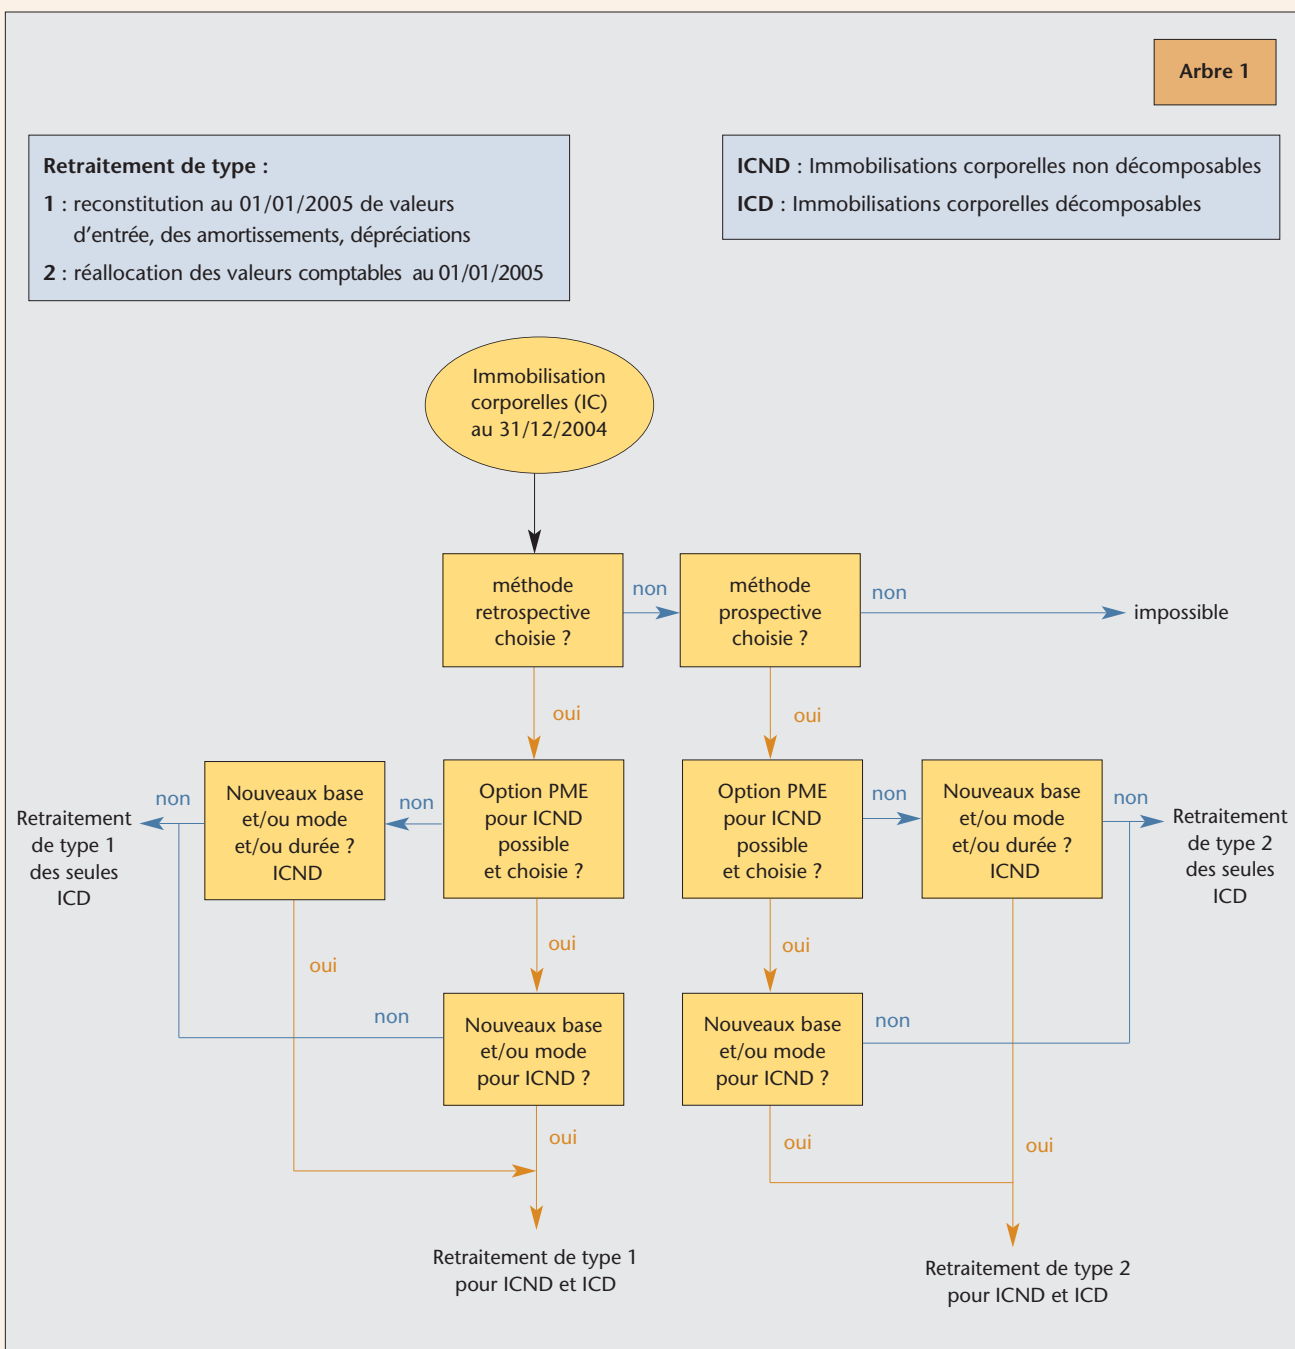 Arbre 1
Retraitement de type :
1 : reconstitution au 01/01/2005 de valeurs
d'entrée, des amortissements, dépréciations
2 : réallocation des valeurs comptables au 01/01/2005
ICND : Immobilisations corporelles non décomposables
ICD : Immobilisations corporelles décomposables
Immobilisation
corporelles (IC)
au 31/12/2004
méthode
retrospective
choisie ?
non
méthode
prospective
choisie ?
non
impossible
oui
oui
Retraitement
de type 1
des seules
ICD
non
Nouveaux base
et/ou mode
et/ou durée ?
ICND
non
Option PME
pour ICND
possible
et choisie ?
Option PME
pour ICND
possible
et choisie ?
non
Nouveaux base
et/ou mode
et/ou durée ?
ICND
non
Retraitement
de type 2
des seules
ICD
oui
oui
oui
non
Nouveaux base
et/ou mode
pour ICND ?
Nouveaux base
et/ou mode
pour ICND ?
non
oui
oui
oui
Retraitement de type 1
pour ICND et ICD
Retraitement de type 2
pour ICND et ICD